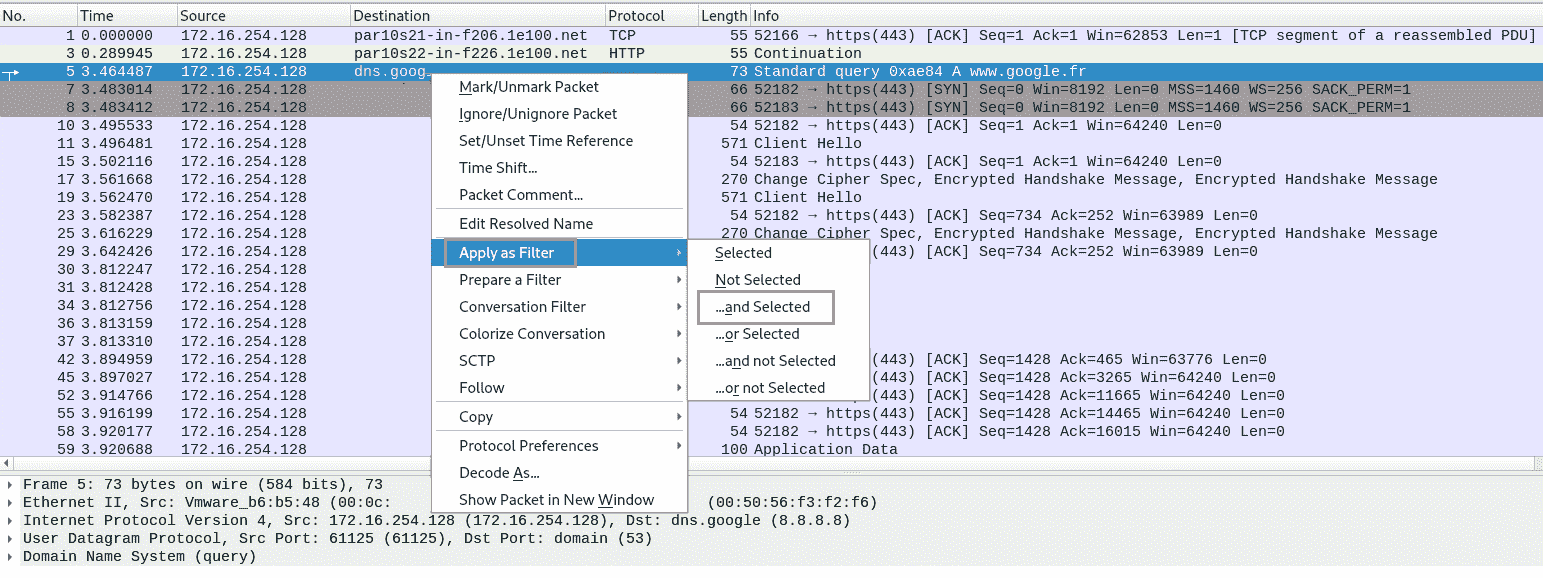 No. Time Source Destination Protocol Length Info
1 0.000000 172.16.254.128 par10s21-in-f206.1e100.net TCP 55 52166 → https(443) [ACK] Seq=1 Ack=1 Win=62853 Len=1 [TCP segment of a reassembled PDU]
3 0.289945 172.16.254.128 par10s22-in-f226.1e100.net HTTP 55 Continuation
5 3.464487 172.16.254.128 dns.goog 73 Standard query 0xae84 A www.google.fr
7 3.483014 172.16.254.128 66 52182 → https(443) [SYN] Seq=0 Win=8192 Len=0 MSS=1460 WS=256 SACK_PERM=1
8 3.483412 172.16.254.128 66 52183 → https(443) [SYN] Seq=0 Win=8192 Len=0 MSS=1460 WS=256 SACK_PERM=1
10 3.495533 172.16.254.128 54 52182 → https(443) [ACK] Seq=1 Ack=1 Win=64240 Len=0
11 3.496481 172.16.254.128 571 Client Hello
15 3.502116 172.16.254.128 54 52183 → https(443) [ACK] Seq=1 Ack=1 Win=64240 Len=0
17 3.561668 172.16.254.128 270 Change Cipher Spec, Encrypted Handshake Message, Encrypted Handshake Message
19 3.562470 172.16.254.128 571 Client Hello
23 3.582387 172.16.254.128 54 52182 → https(443) [ACK] Seq=734 Ack=252 Win=63989 Len=0
25 3.616229 172.16.254.128 270 Change Cipher Spec, Encrypted Handshake Message, Encrypted Handshake Message
29 3.642426 172.16.254.128 (443) [ACK] Seq=734 Ack=252 Win=63989 Len=0
30 3.812247 172.16.254.128
31 3.812428 172.16.254.128
34 3.812756 172.16.254.128
36 3.813159 172.16.254.128
37 3.813310 172.16.254.128
42 3.894959 172.16.254.128 (443) [ACK] Seq=1428 Ack=465 Win=63776 Len=0
45 3.897027 172.16.254.128 (443) [ACK] Seq=1428 Ack=3265 Win=64240 Len=0
52 3.914766 172.16.254.128 (443) [ACK] Seq=1428 Ack=11665 Win=64240 Len=0
55 3.916199 172.16.254.128 54 52182 → https(443) [ACK] Seq=1428 Ack=14465 Win=64240 Len=0
58 3.920177 172.16.254.128 54 52182 → https(443) [ACK] Seq=1428 Ack=16015 Win=64240 Len=0
59 3.920688 172.16.254.128 100 Application Data
Mark/Unmark Packet
Ignore/Unignore Packet
Set/Unset Time Reference
Time Shift...
Packet Comment...
Edit Resolved Name
Apply as Filter
Prepare a Filter
Conversation Filter
Colorize Conversation
SCTP
Follow
Copy
Protocol Preferences
Decode As...
Show Packet in New Window
Selected
Not Selected
...and Selected
...or Selected
...and not Selected
...or not Selected
Frame 5: 73 bytes on wire (584 bits), 73
Ethernet II, Src: Vmware_b6:b5:48 (00:0c: (00:50:56:f3:f2:f6)
Internet Protocol Version 4, Src: 172.16.254.128 (172.16.254.128), Dst: dns.google (8.8.8.8)
User Datagram Protocol, Src Port: 61125 (61125), Dst Port: domain (53)
Domain Name System (query)